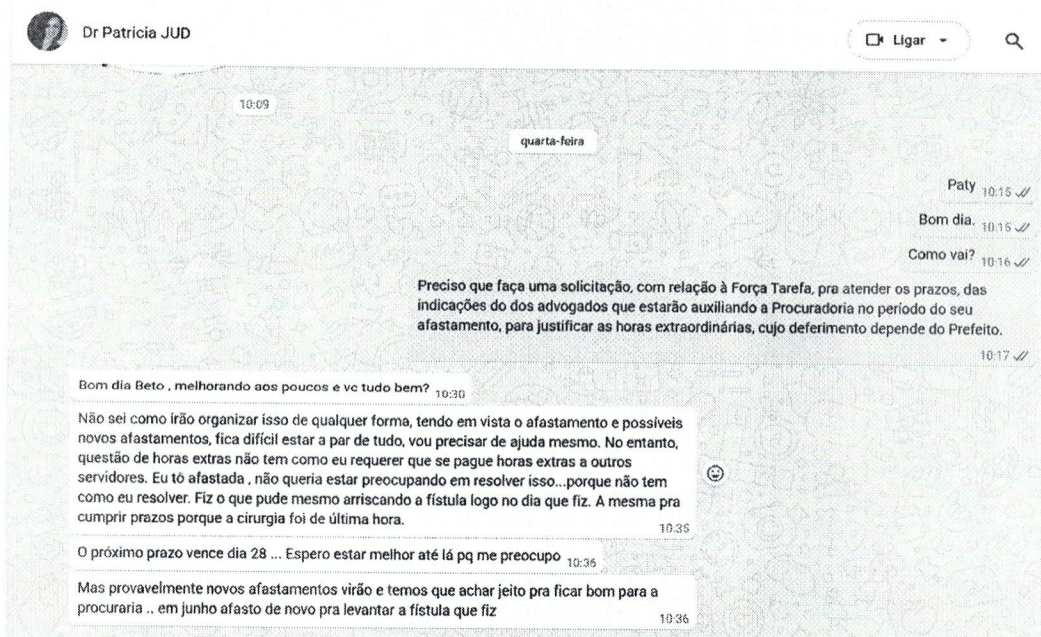 Dr Patricia JUD
Ligar
10:09
quarta-feira
Paty 10:15
Bom dia. 10:15
Como vai? 10:16
Preciso que faça uma solicitação, com relação à Força Tarefa, pra atender os prazos, das
indicações do dos advogados que estarão auxiliando a Procuradoria no período do seu
afastamento, para justificar as horas extraordinárias, cujo deferimento depende do Prefeito.
10:17
Bom dia Beto , melhorando aos poucos e vc tudo bem? 10:30
Não sei como irão organizar isso de qualquer forma, tendo em vista o afastamento e possíveis
novos afastamentos, fica difícil estar a par de tudo, vou precisar de ajuda mesmo. No entanto,
questão de horas extras não tem como eu requerer que se pague horas extras a outros
servidores. Eu tô afastada , não queria estar preocupando em resolver isso...porque não tem
como eu resolver. Fiz o que pude mesmo arriscando a fístula logo no dia que fiz. A mesma pra
cumprir prazos porque a cirurgia foi de última hora. 10:35
O próximo prazo vence dia 28 ... Espero estar melhor até lá pq me preocupo 10:36
Mas provavelmente novos afastamentos virão e temos que achar jeito pra ficar bom para a
procuraria .. em junho afasto de novo pra levantar a fístula que fiz 10:36